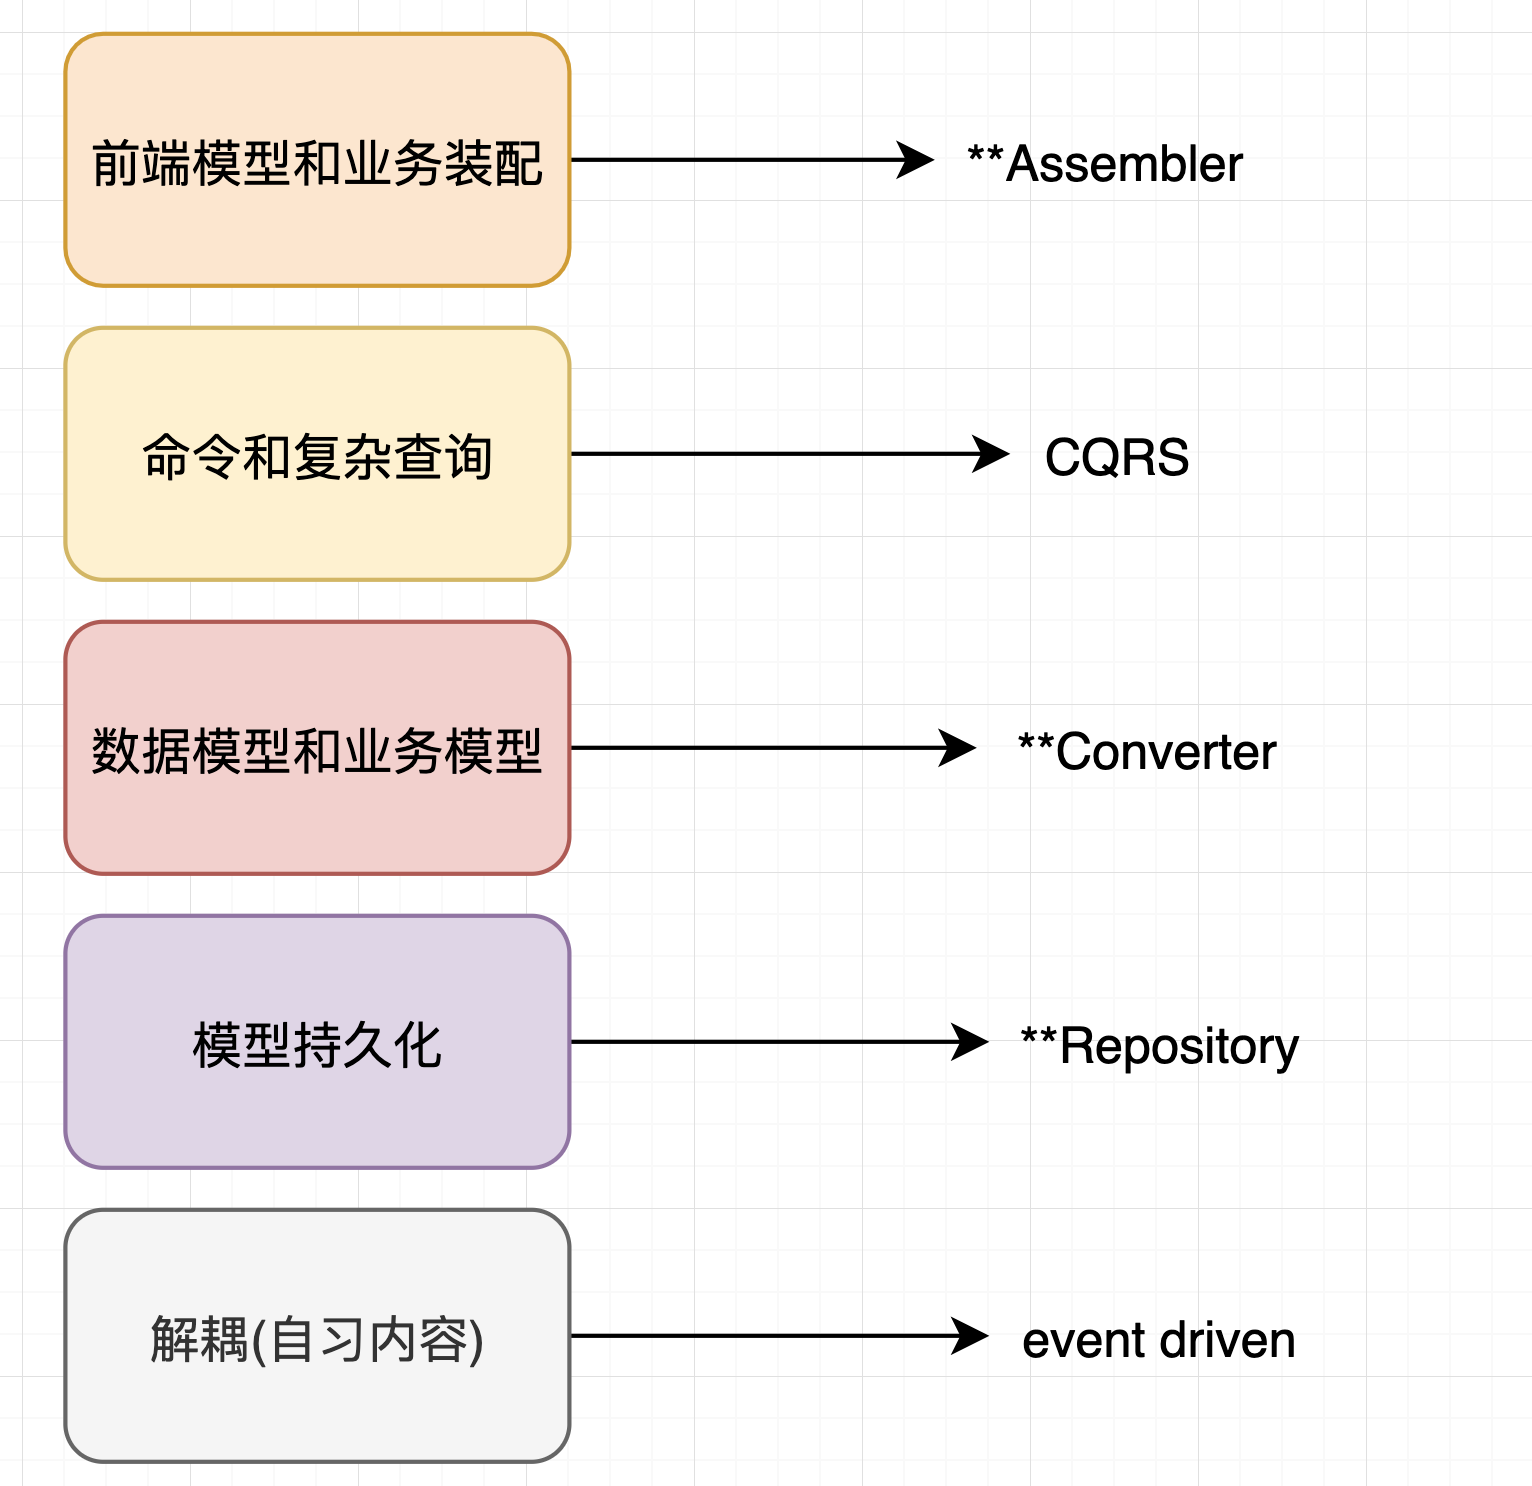 前端模型和业务装配
**Assembler
命令和复杂查询
CQRS
数据模型和业务模型
**Converter
模型持久化
**Repository
解耦(自习内容)
event driven